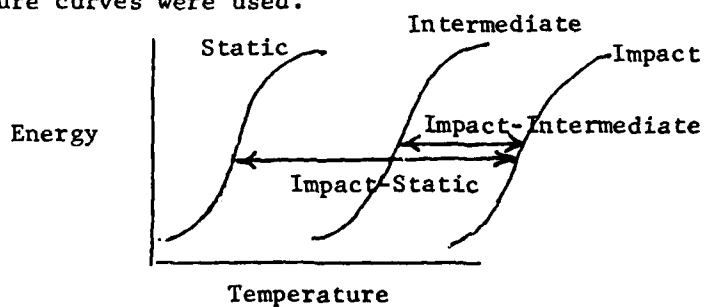 ure curves were used.
Intermediate
Static
Impact
Energy
Impact-Intermediate
Impact-Static
Temperature